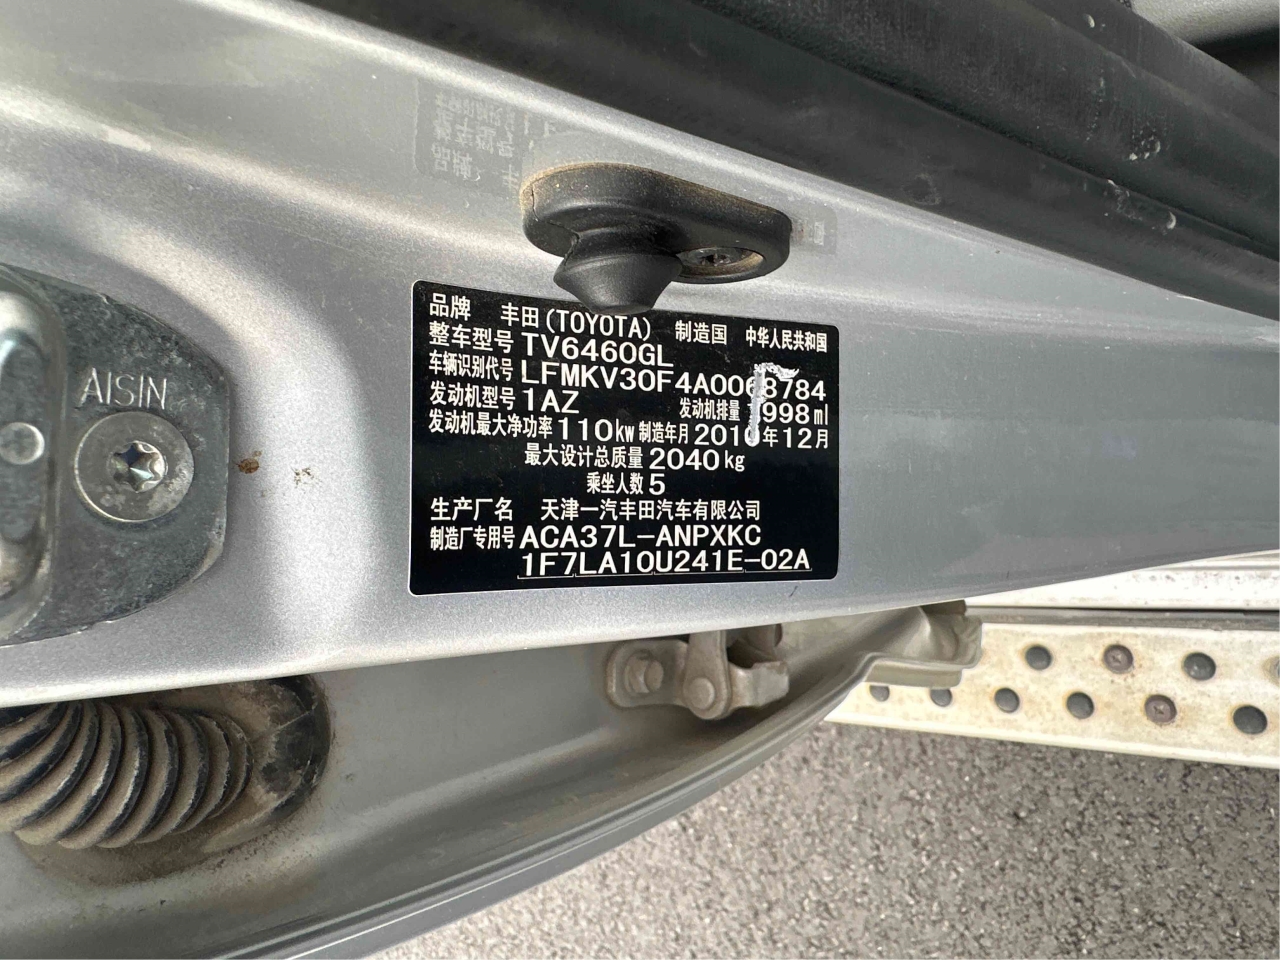 AISIN
品牌 丰田(TOYOTA) 制造国 中华人民共和国
整车型号 TV6460GL
车辆识别代号 LFMKV30F4A0068784
发动机型号 1AZ 发动机排量 1998 ml
发动机最大净功率 110kw 制造年月 2010年12月
最大设计总质量 2040 kg
乘坐人数 5
生产厂名 天津一汽丰田汽车有限公司
制造厂专用号 ACA37L-ANPXKC
1F7LA10U241E-02A